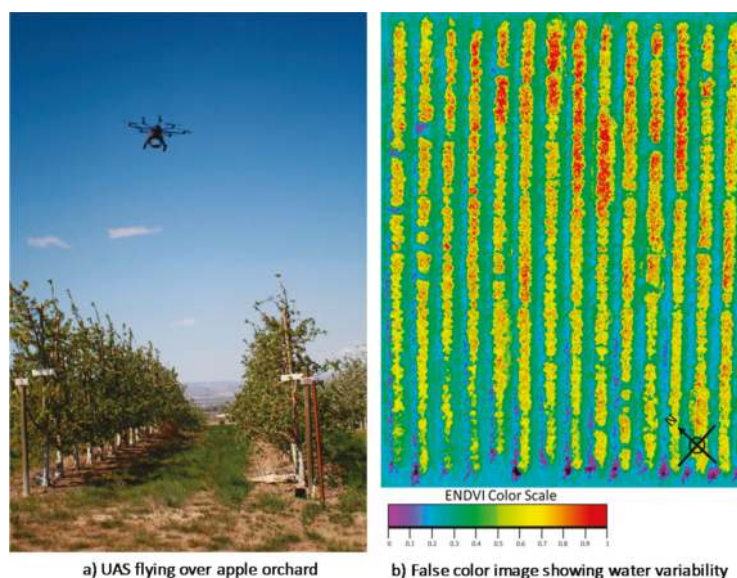 N
ENDVI Color Scale
0 0.1 0.2 0.3 0.4 0.5 0.6 0.7 0.8 0.9 1
a) UAS flying over apple orchard
b) False color image showing water variability